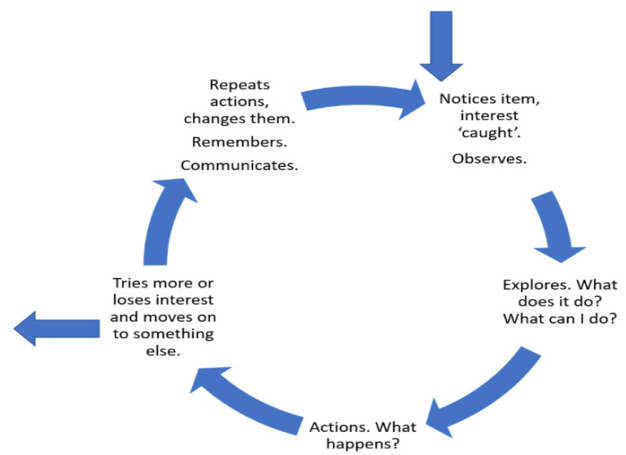 Notices item,
interest
‘caught’.
Observes.
Explores. What
does it do?
What can I do?
Actions. What
happens?
Tries more or
loses interest
and moves on
to something
else.
Repeats
actions,
changes them.
Remembers.
Communicates.